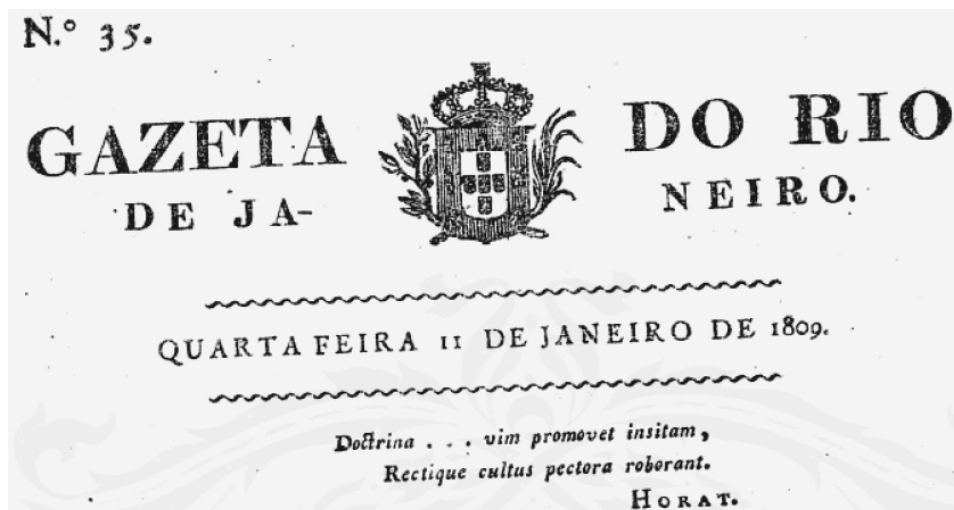 N.º 35.
GAZETA DO RIO
DE JA- NEIRO.
QUARTA FEIRA 11 DE JANEIRO DE 1809.
Doctrina . . . vim promovet insitam,
Rectique cultus pectora roborant.
HORAT.